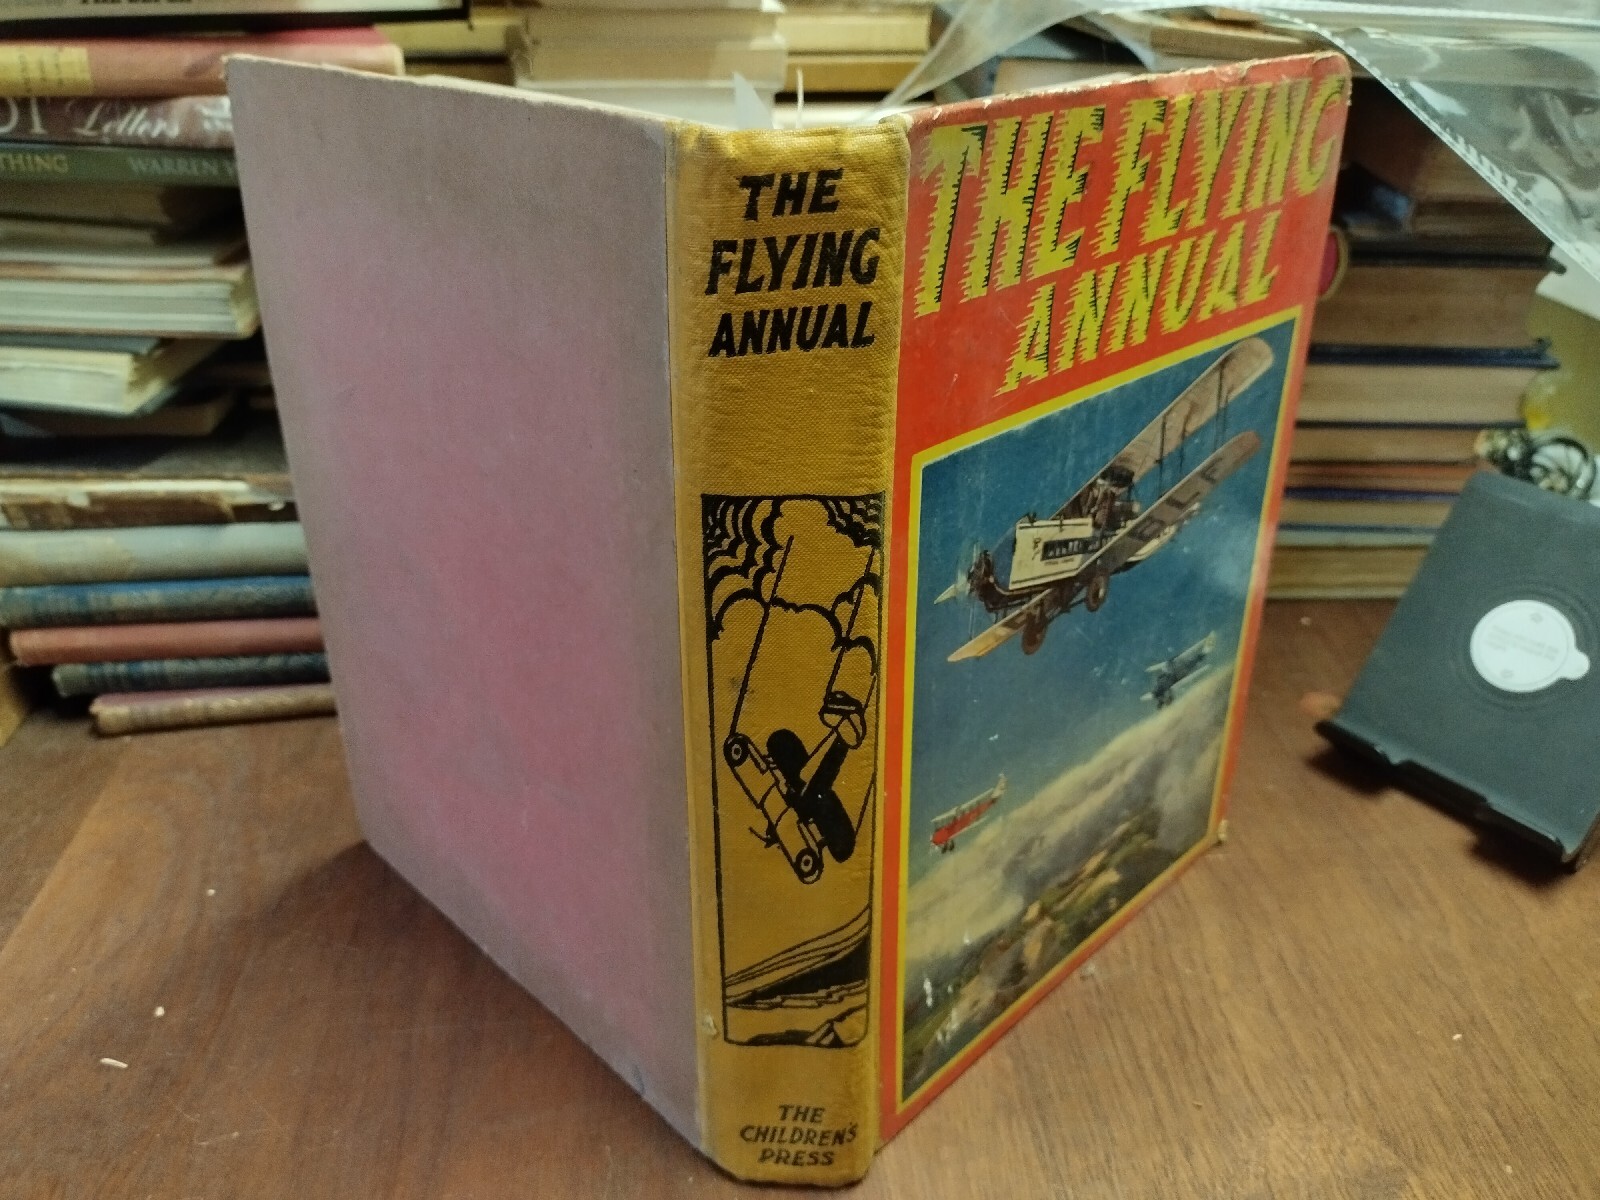 Letters
THING
WARREN
THE
FLYING
ANNUAL
THE
CHILDREN'S
PRESS
THE FLYING
ANNUAL